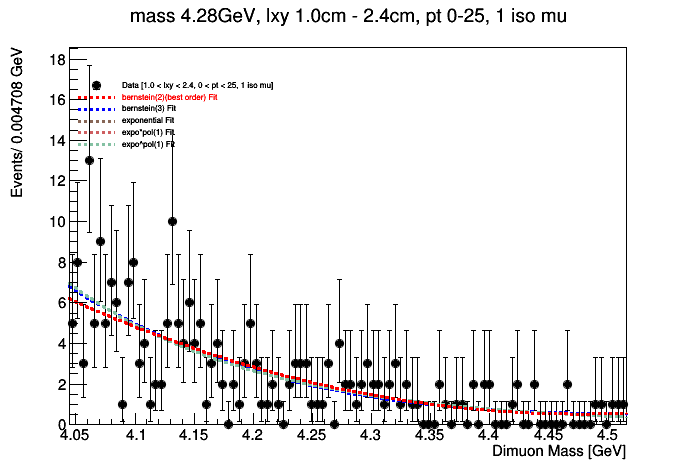 mass 4.28GeV, lxy 1.0cm - 2.4cm, pt 0-25, 1 iso mu
Events/ 0.004708 GeV
18
16
14
12
10
8
6
4
2
0
Data [1.0 < lxy < 2.4, 0 < pt < 25, 1 iso mu]
bernstein(2)(best order) Fit
bernstein(3) Fit
exponential Fit
expo*pol(1) Fit
expo^pol(1) Fit
4.05 4.1 4.15 4.2 4.25 4.3 4.35 4.4 4.45 4.5
Dimuon Mass [GeV]